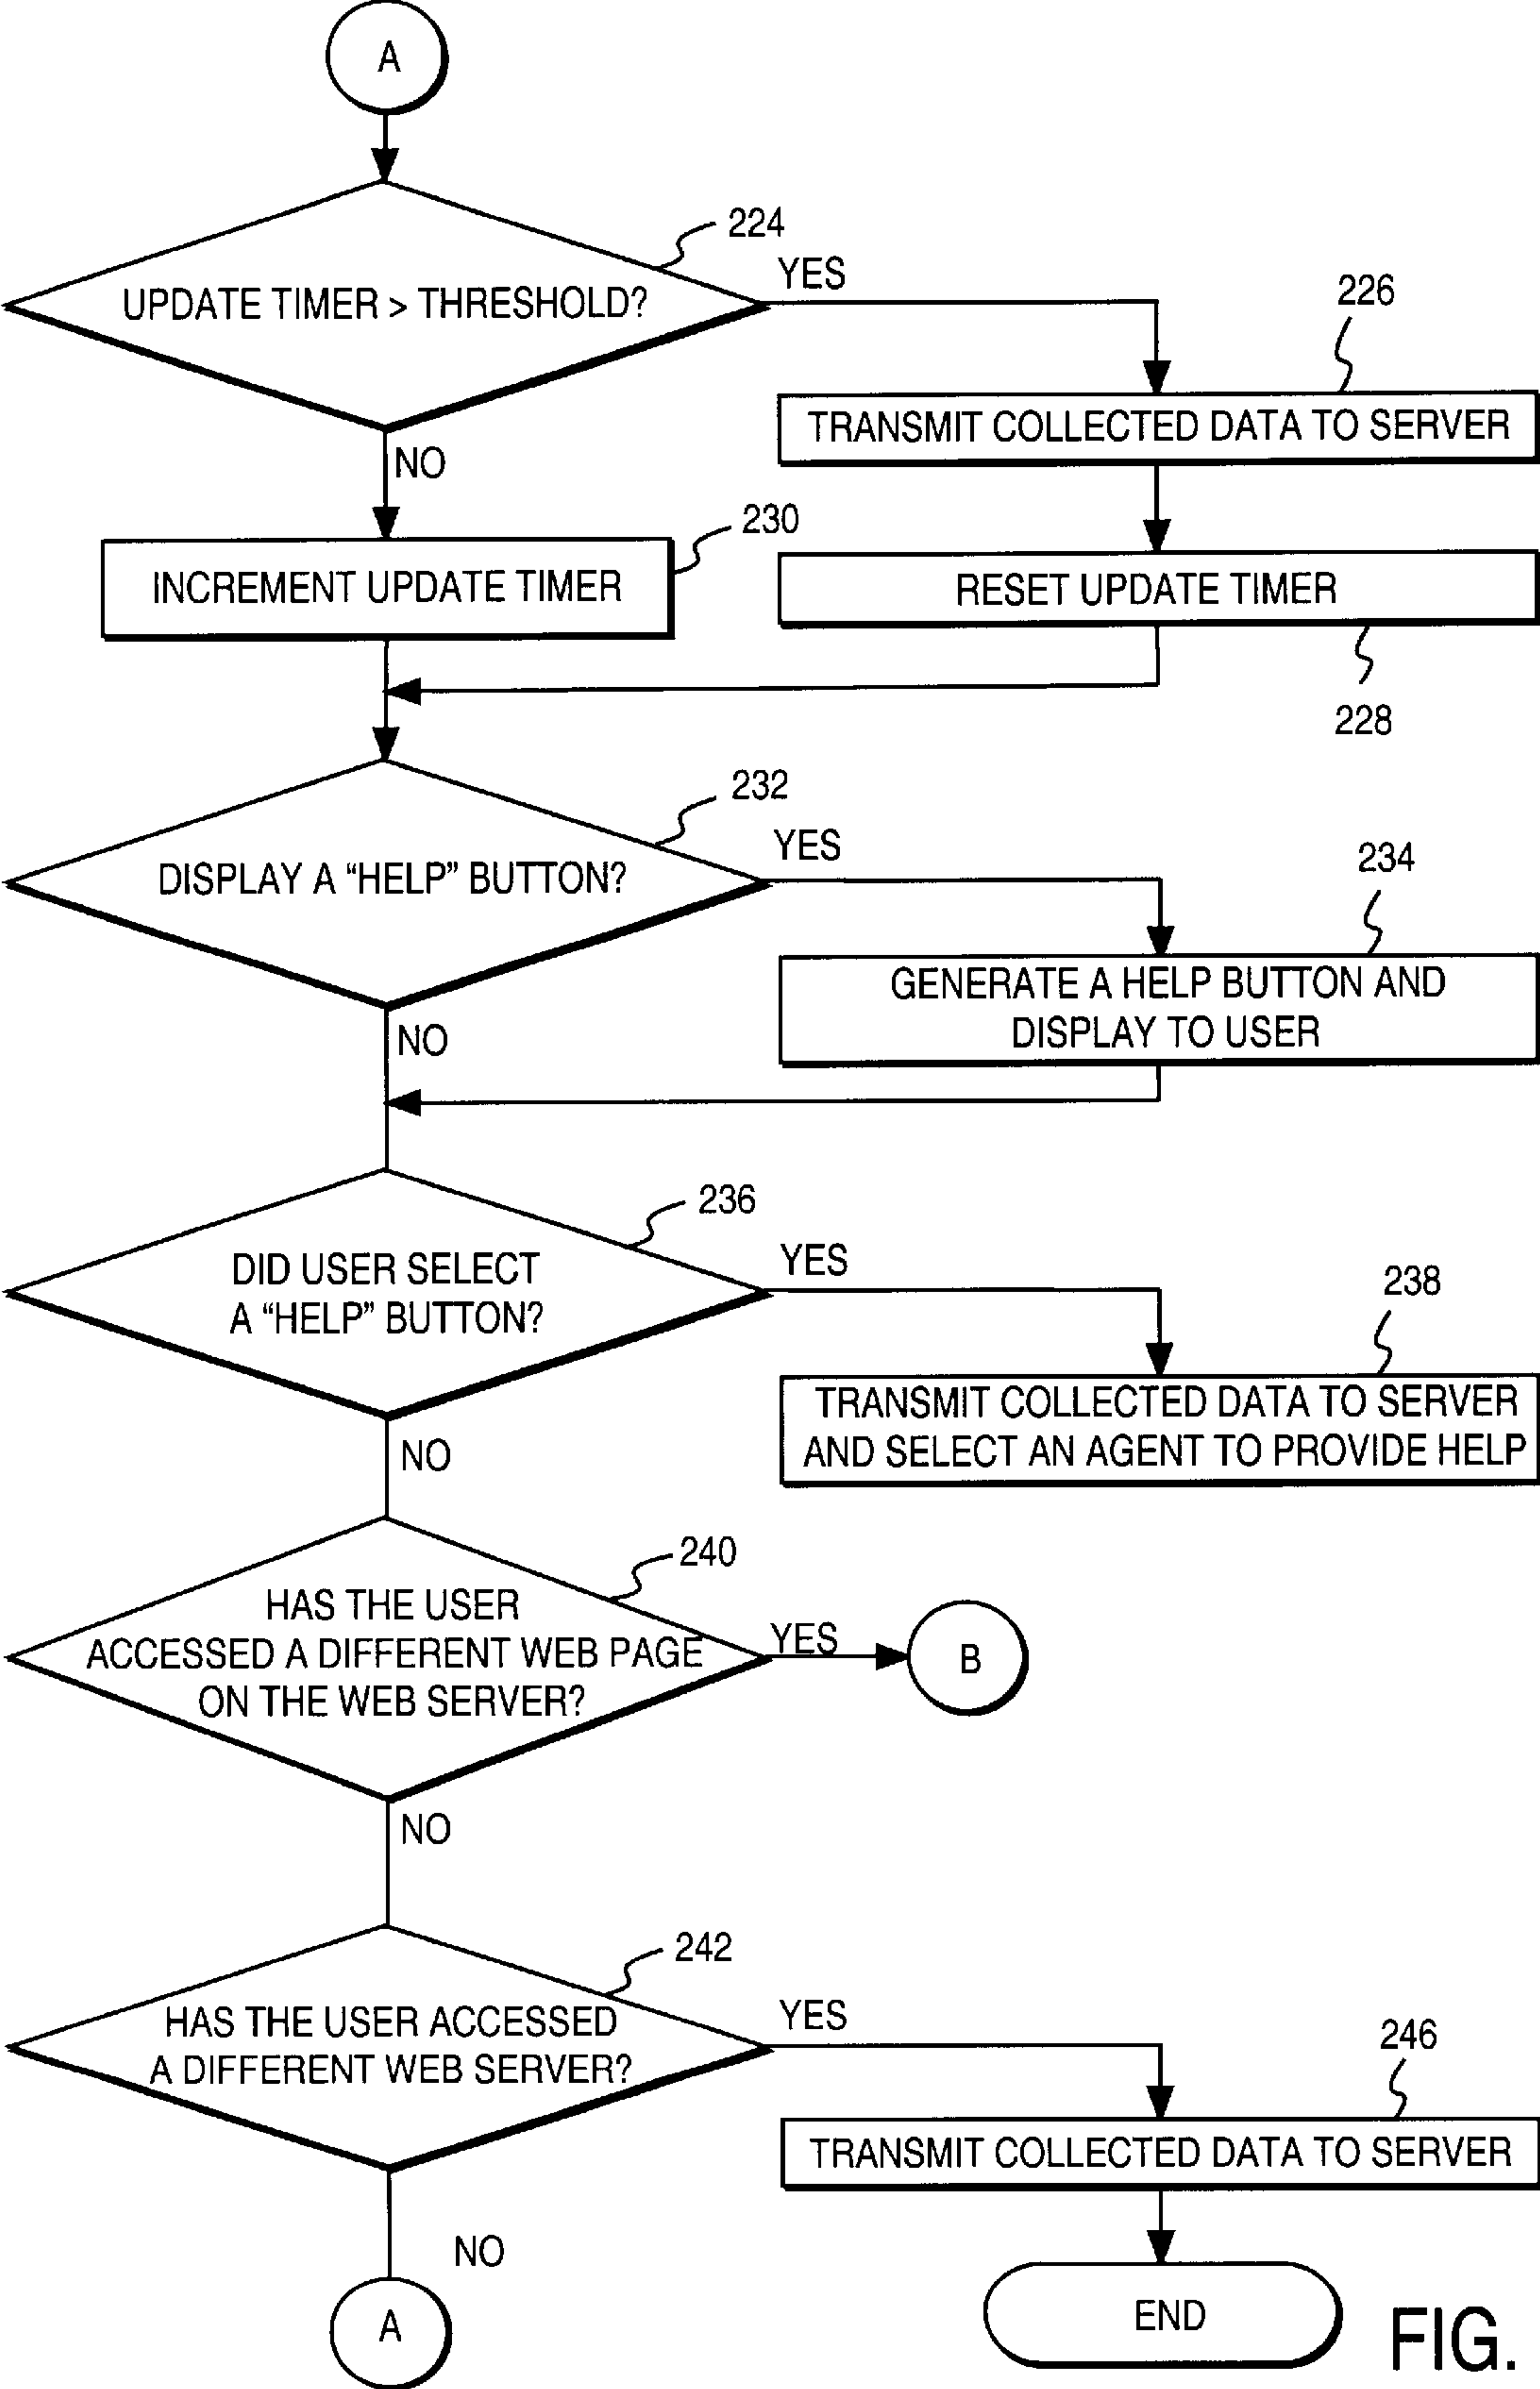 A
224
UPDATE TIMER > THRESHOLD?
YES
226
TRANSMIT COLLECTED DATA TO SERVER
NO
230
INCREMENT UPDATE TIMER
RESET UPDATE TIMER
228
232
DISPLAY A “HELP” BUTTON?
YES
234
GENERATE A HELP BUTTON AND
DISPLAY TO USER
NO
236
DID USER SELECT
A “HELP” BUTTON?
YES
238
TRANSMIT COLLECTED DATA TO SERVER
AND SELECT AN AGENT TO PROVIDE HELP
NO
240
HAS THE USER
ACCESSED A DIFFERENT WEB PAGE
ON THE WEB SERVER?
YES
B
NO
242
HAS THE USER ACCESSED
A DIFFERENT WEB SERVER?
YES
246
TRANSMIT COLLECTED DATA TO SERVER
NO
A
END
FIG.